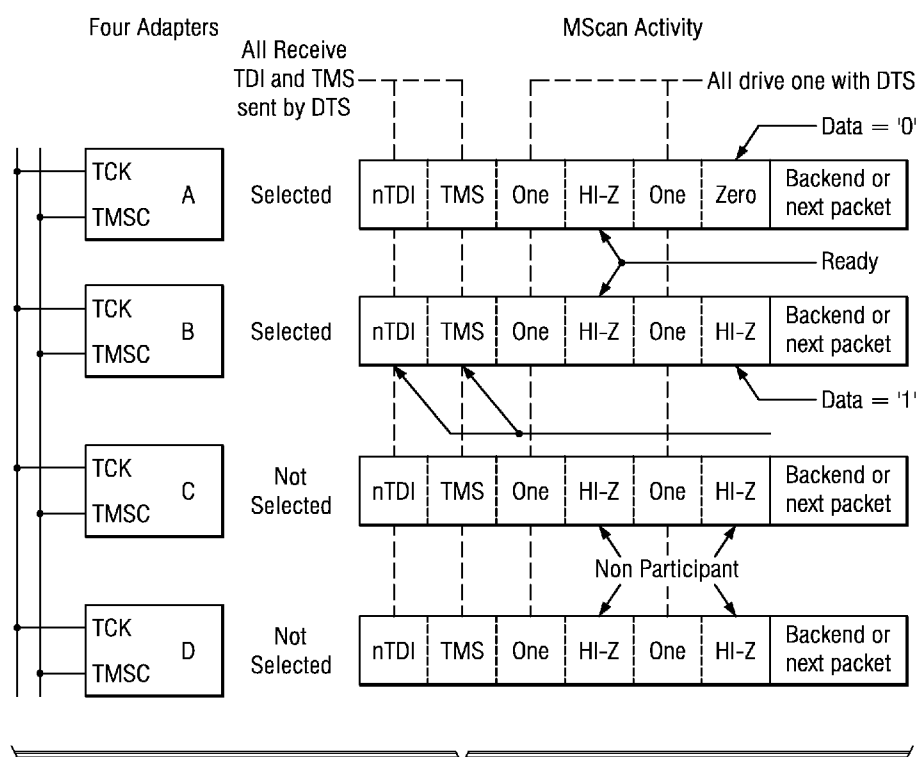 Four Adapters
MScan Activity
All Receive
TDI and TMS
sent by DTS
All drive one with DTS
Data = '0'
TCK
TMSC
A
Selected
nTDI TMS One HI-Z One Zero
Backend or
next packet
Ready
TCK
TMSC
B
Selected
nTDI TMS One HI-Z One HI-Z
Backend or
next packet
Data = '1'
TCK
TMSC
C
Not
Selected
nTDI TMS One HI-Z One HI-Z
Backend or
next packet
Non Participant
TCK
TMSC
D
Not
Selected
nTDI TMS One HI-Z One HI-Z
Backend or
next packet